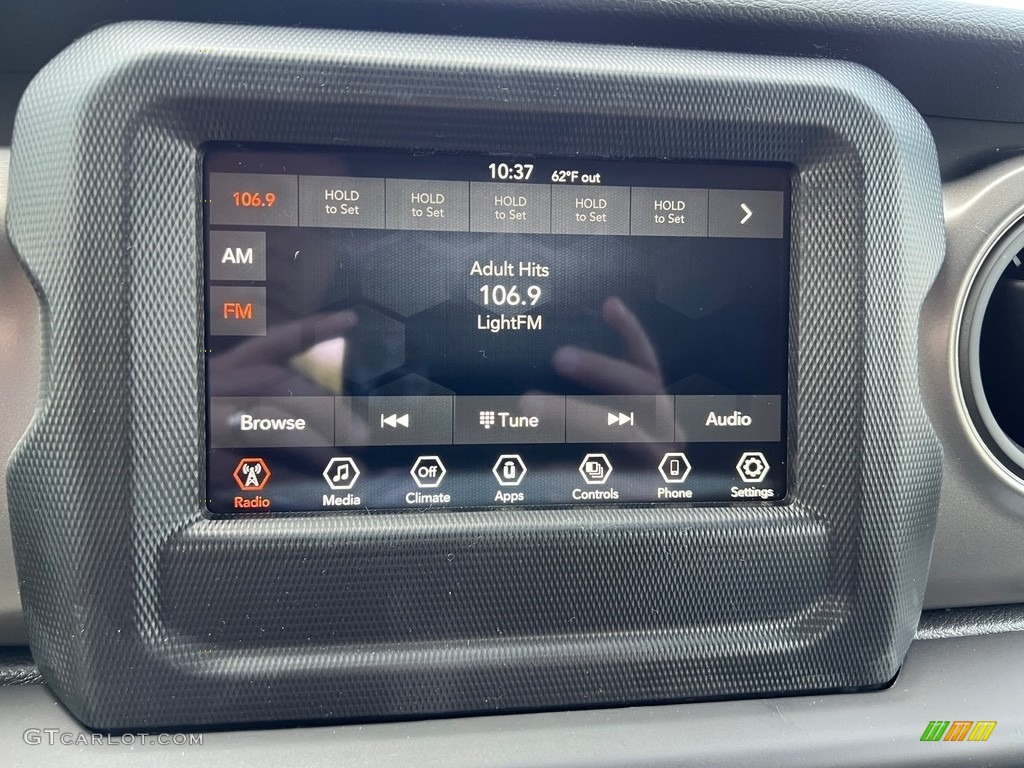 10:37 62°F out
106.9 HOLD to Set HOLD to Set HOLD to Set HOLD to Set HOLD to Set
AM
FM
Adult Hits
106.9
LightFM
Browse Tune Audio
Off
Radio Media Climate Apps Controls Phone Settings
GTCARLOT.COM